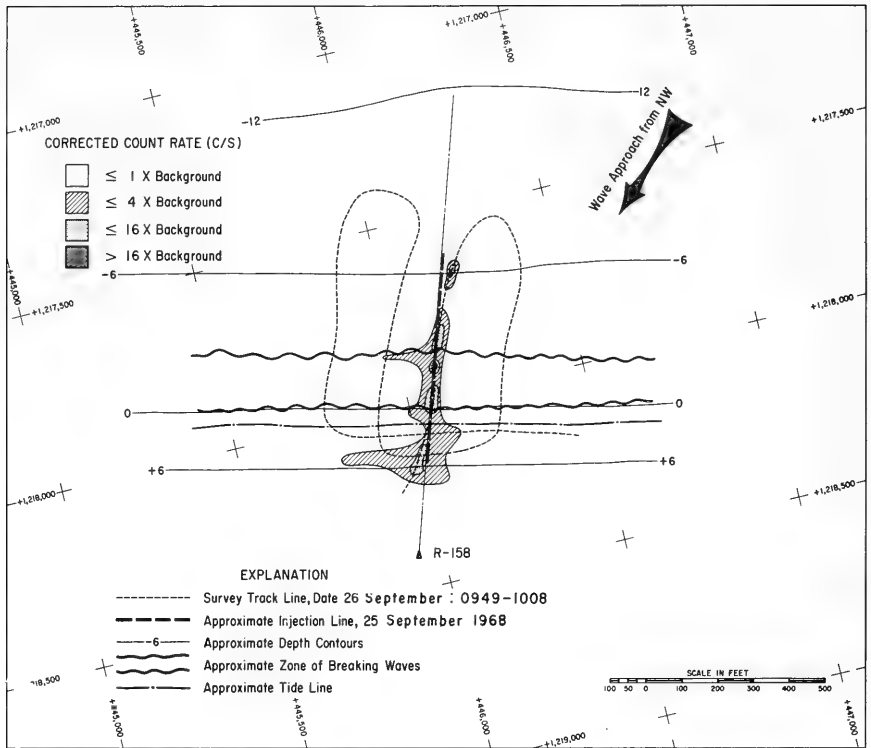 +445,500
+446,000
+1,217,000
+446,500
+447,000
-12
-12
+1,217,000
+1,217,500
CORRECTED COUNT RATE (C/S)
≤ 1 X Background
≤ 4 X Background
≤ 16 X Background
> 16 X Background
Wave Approach from NW
-6
-6
+445,000
+1,217,500
+1,218,000
0
0
+6
+6
+1,218,000
+1,218,500
R-158
EXPLANATION
Survey Track Line, Date 26 September : 0949-1008
Approximate Injection Line, 25 September 1968
-6 Approximate Depth Contours
Approximate Zone of Breaking Waves
Approximate Tide Line
SCALE IN FEET
100 50 0 100 200 300 400 500
718,500
+445,000
+445,500
+446,000
+1,219,000
+447,000